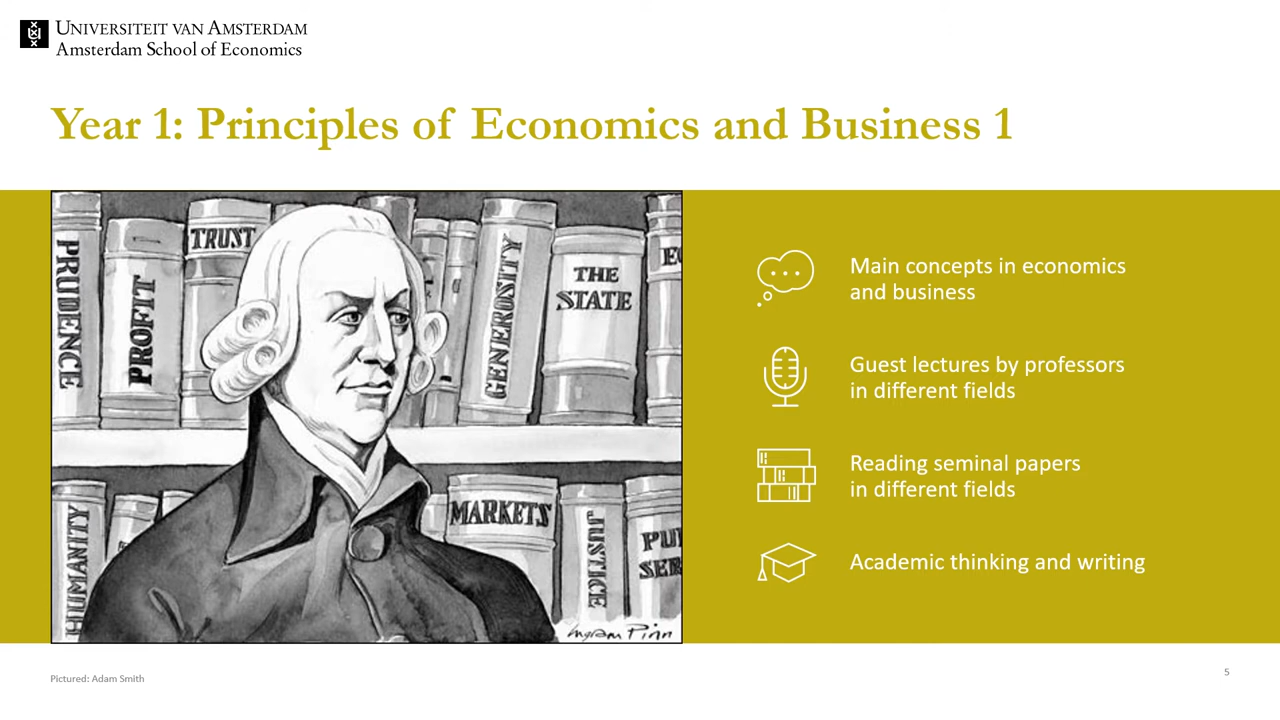 UNIVERSITEIT VAN AMSTERDAM
Amsterdam School of Economics
Year 1: Principles of Economics and Business 1
PRUDENCE
PROFIT
TRUST
GENEROSITY
THE
STATE
HUMANITY
MARKETS
JUSTICE
Ingram Pinn
Main concepts in economics
and business
Guest lectures by professors
in different fields
Reading seminal papers
in different fields
Academic thinking and writing
Pictured: Adam Smith
5